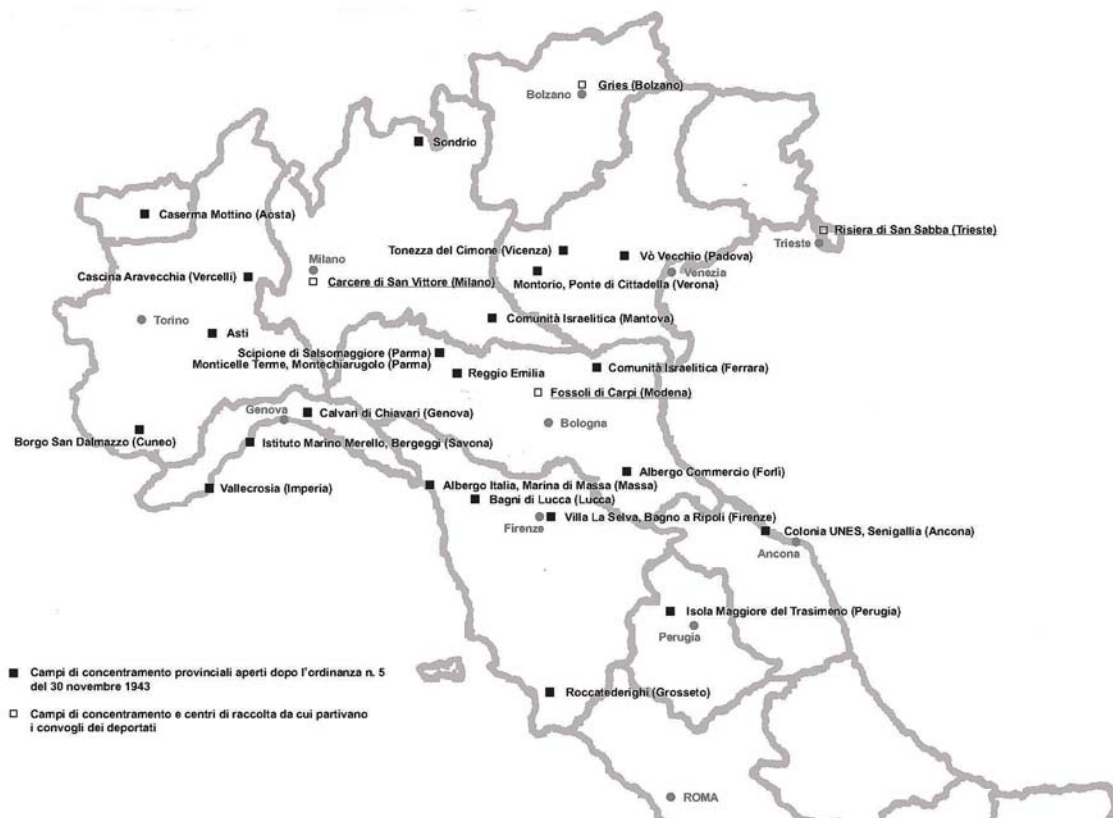 Gries (Bolzano)
Bolzano
Sondrio
Caserma Mottino (Aosta)
Risiera di San Sabba (Trieste)
Trieste
Tonezza del Cimone (Vicenza)
Vò Vecchio (Padova)
Cascina Aravecchia (Vercelli)
Milano
Venezia
Carcere di San Vittore (Milano)
Montorio, Ponte di Cittadella (Verona)
Torino
Comunità Israelitica (Mantova)
Asti
Scipione di Salsomaggiore (Parma)
Monticelle Terme, Montechiarugolo (Parma)
Reggio Emilia
Comunità Israelitica (Ferrara)
Fossoli di Carpi (Modena)
Genova
Calvari di Chiavari (Genova)
Bologna
Borgo San Dalmazzo (Cuneo)
Istituto Marino Merello, Bergeggi (Savona)
Albergo Commercio (Forlì)
Vallecrosia (Imperia)
Albergo Italia, Marina di Massa (Massa)
Bagni di Lucca (Lucca)
Firenze
Villa La Selva, Bagno a Ripoli (Firenze)
Colonia UNES, Senigallia (Ancona)
Ancona
Isola Maggiore del Trasimeno (Perugia)
Perugia
Campi di concentramento provinciali aperti dopo l'ordinanza n. 5
del 30 novembre 1943
Roccatederighi (Grosseto)
Campi di concentramento e centri di raccolta da cui partivano
i convogli dei deportati
ROMA